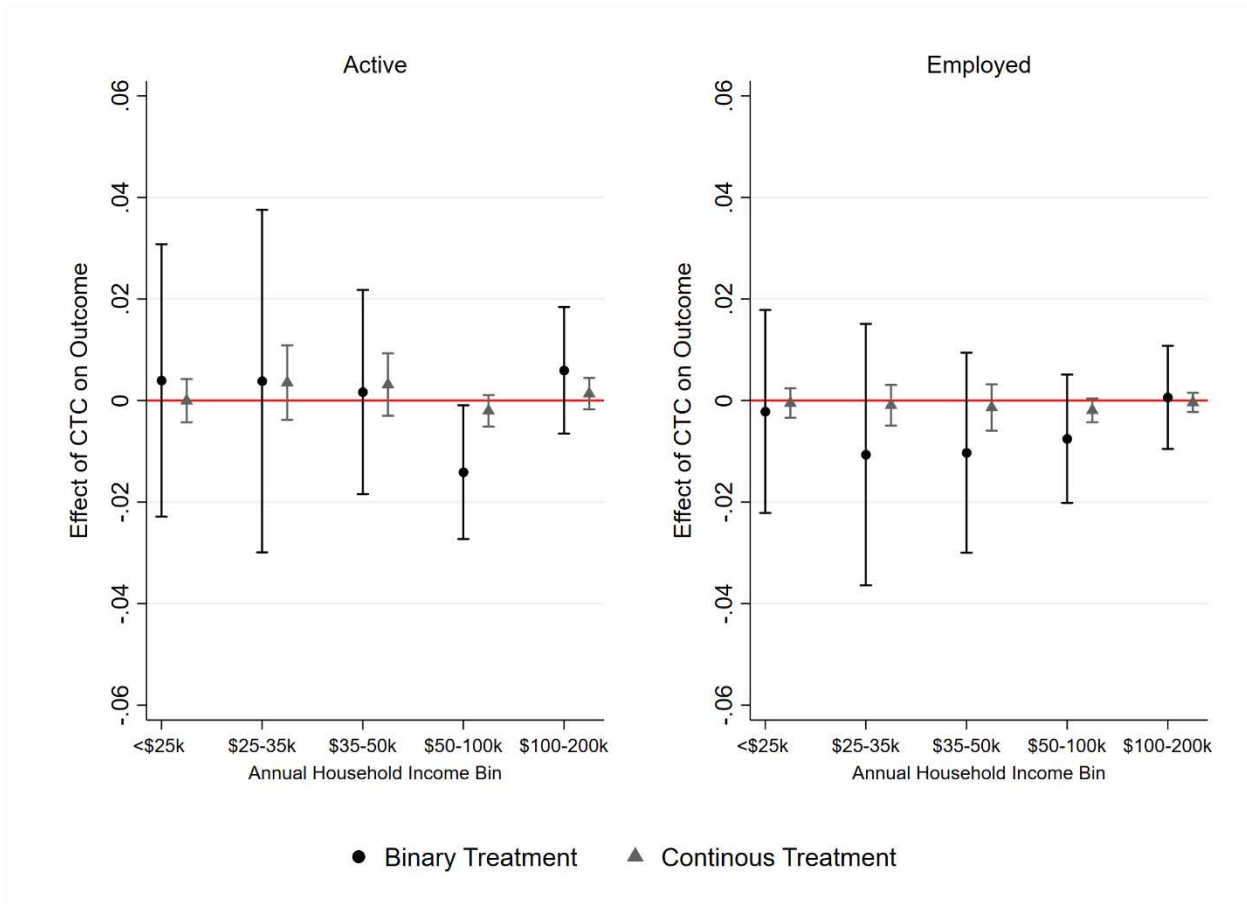 Active
Effect of CTC on Outcome
.06
.04
.02
0
-.02
-.04
-.06
<$25k $25-35k $35-50k $50-100k $100-200k
Annual Household Income Bin
Employed
Effect of CTC on Outcome
.06
.04
.02
0
-.02
-.04
-.06
<$25k $25-35k $35-50k $50-100k $100-200k
Annual Household Income Bin
Binary Treatment Continous Treatment